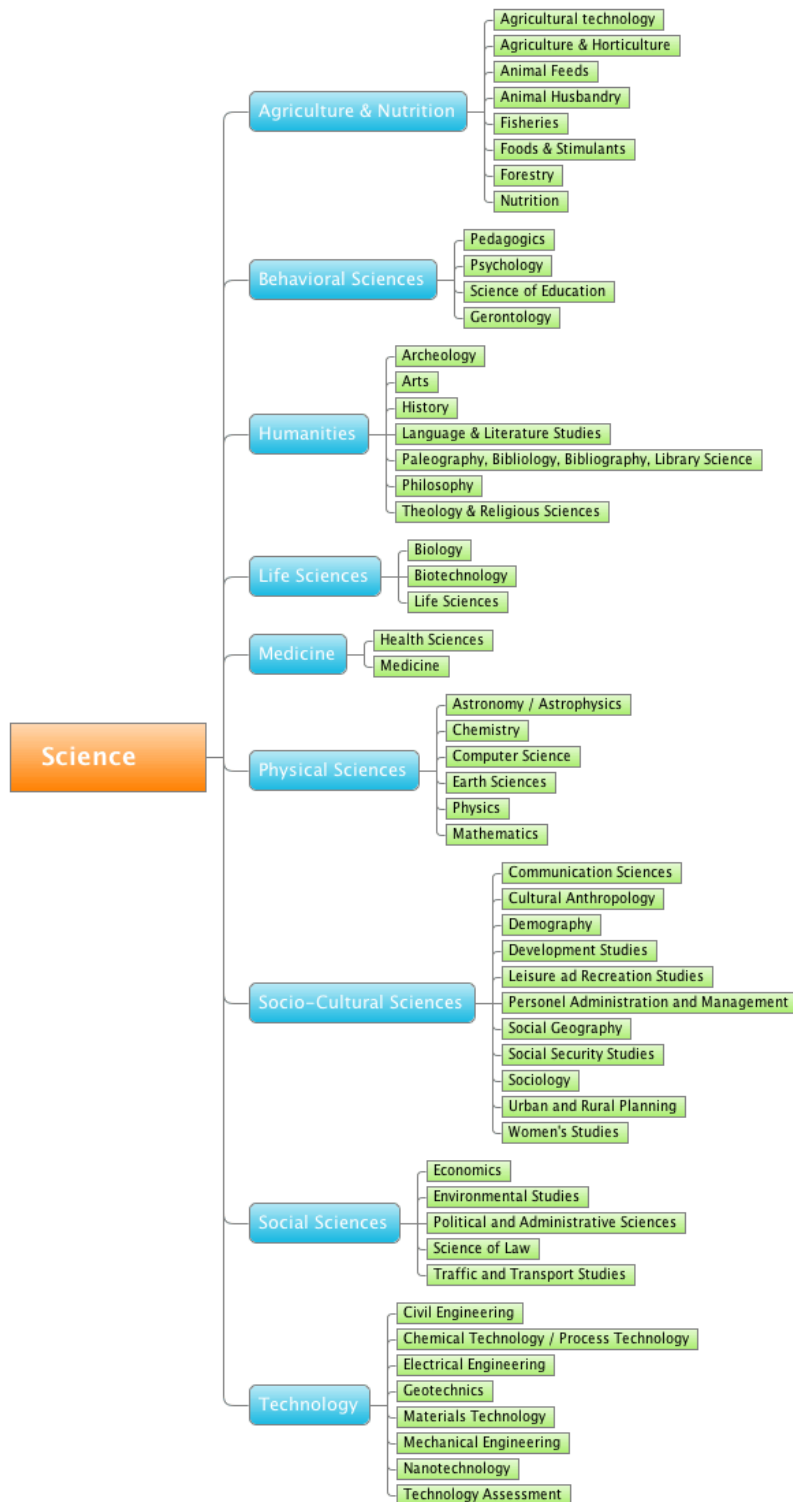 Science
Agriculture & Nutrition
Agricultural technology
Agriculture & Horticulture
Animal Feeds
Animal Husbandry
Fisheries
Foods & Stimulants
Forestry
Nutrition
Behavioral Sciences
Pedagogics
Psychology
Science of Education
Gerontology
Humanities
Archeology
Arts
History
Language & Literature Studies
Paleography, Bibliology, Bibliography, Library Science
Philosophy
Theology & Religious Sciences
Life Sciences
Biology
Biotechnology
Life Sciences
Medicine
Health Sciences
Medicine
Physical Sciences
Astronomy / Astrophysics
Chemistry
Computer Science
Earth Sciences
Physics
Mathematics
Socio-Cultural Sciences
Communication Sciences
Cultural Anthropology
Demography
Development Studies
Leisure ad Recreation Studies
Personel Administration and Management
Social Geography
Social Security Studies
Sociology
Urban and Rural Planning
Women's Studies
Social Sciences
Economics
Environmental Studies
Political and Administrative Sciences
Science of Law
Traffic and Transport Studies
Technology
Civil Engineering
Chemical Technology / Process Technology
Electrical Engineering
Geotechnics
Materials Technology
Mechanical Engineering
Nanotechnology
Technology Assessment